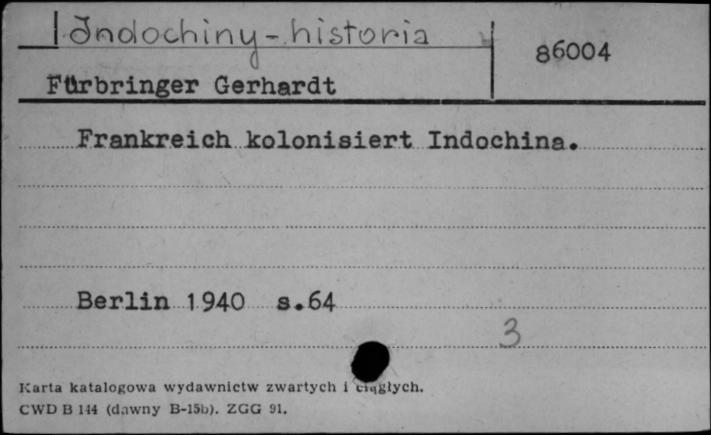 Indochiny - historia
86004
Fürbringer Gerhardt
Frankreich kolonisiert Indochina.
Berlin 1940 s.64
3
Karta katalogowa wydawnictw zwartych i ciągłych.
CWD B 144 (dawny B-15b). ZGG 91.